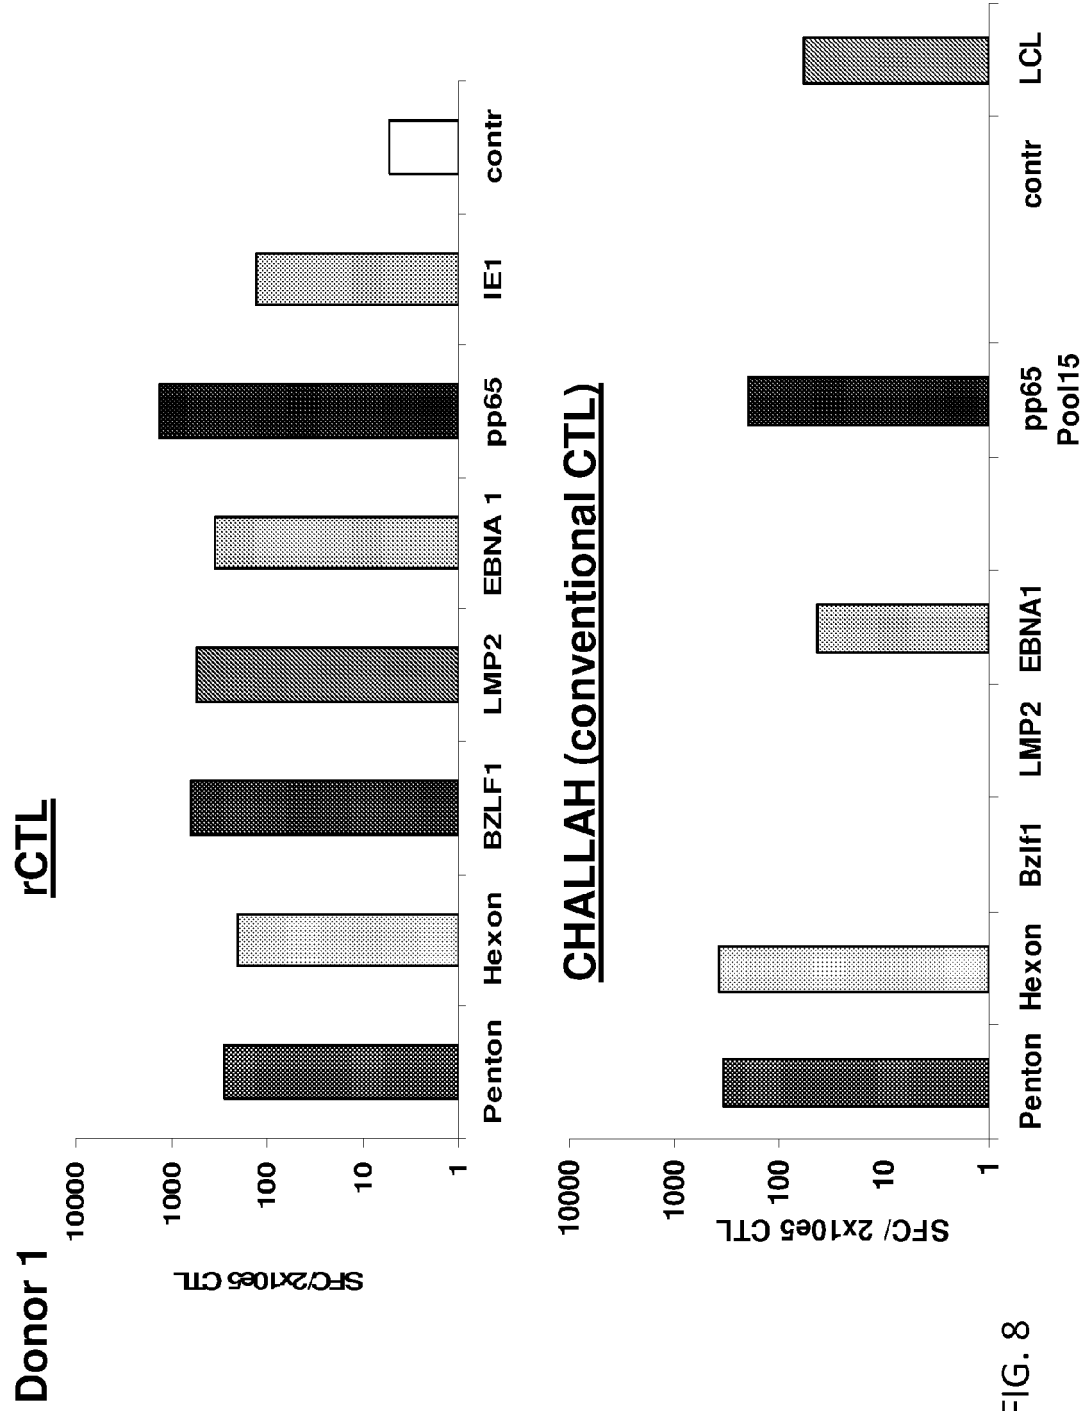 Donor 1
rCTL
SFC/2x10e5 CTL
10000
1000
100
10
1
Penton Hexon BZLF1 LMP2 EBNA 1 pp65 IE1 contr
CHALLAH (conventional CTL)
SFC/ 2x10e5 CTL
10000
1000
100
10
1
Penton Hexon Bzlf1 LMP2 EBNA1 pp65 contr LCL
Pool15
FIG. 8